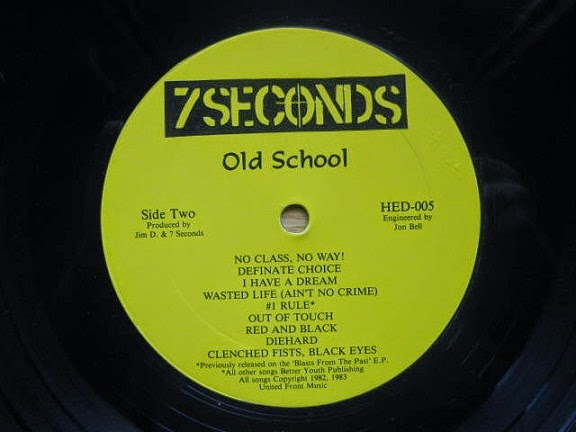 7 SECONDS
Old School
Side Two
Produced by
Jim D. & 7 Seconds
HED-005
Engineered by
Jon Bell
NO CLASS, NO WAY!
DEFINATE CHOICE
I HAVE A DREAM
WASTED LIFE (AIN'T NO CRIME)
#1 RULE*
OUT OF TOUCH
RED AND BLACK
DIEHARD
CLENCHED FISTS, BLACK EYES
*Previously released on the 'Blasts From The Past' E.P.
*All other songs Better Youth Publishing
All songs Copyright 1982, 1983
United Front Music